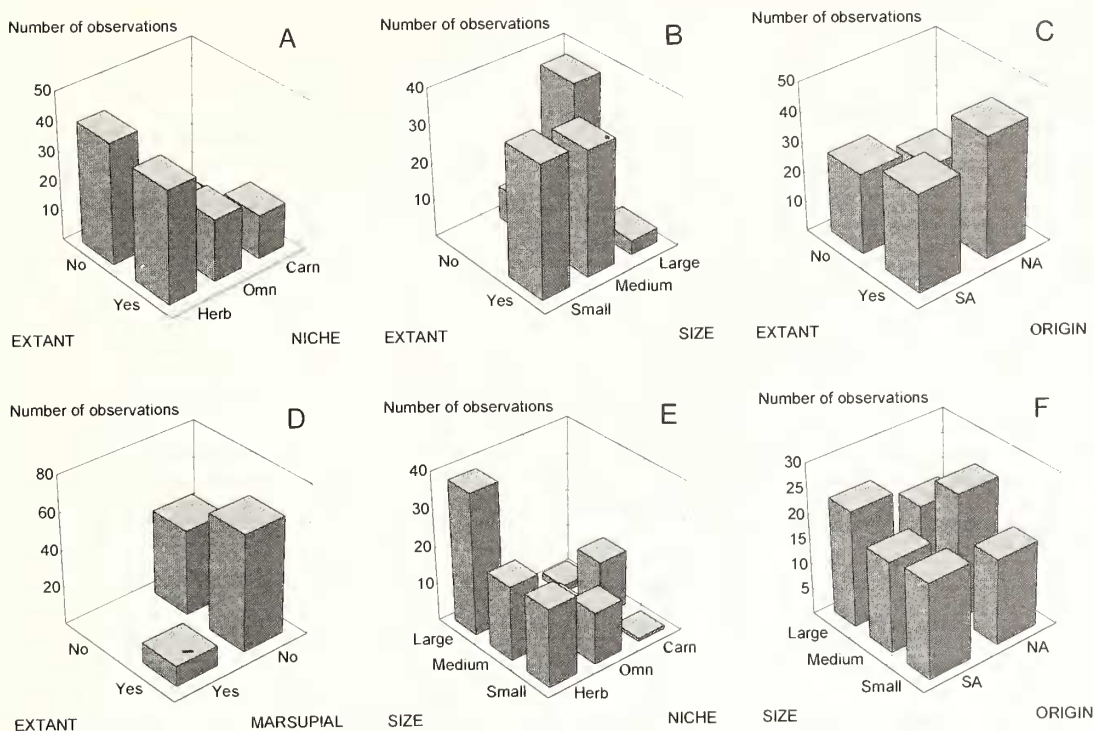 Number of observations
A
50
40
30
20
10
No
Yes
Herb
Omn
Carn
EXTANT
NICHE
Number of observations
B
40
30
20
10
No
Yes
Small
Medium
Large
EXTANT
SIZE
Number of observations
C
50
40
30
20
10
No
Yes
SA
NA
EXTANT
ORIGIN
Number of observations
D
80
60
40
20
No
Yes
Yes
No
EXTANT
MARSUPIAL
Number of observations
E
40
30
20
10
Large
Medium
Small
Herb
Omn
Carn
SIZE
NICHE
Number of observations
F
30
25
20
15
10
5
Large
Medium
Small
SA
NA
SIZE
ORIGIN